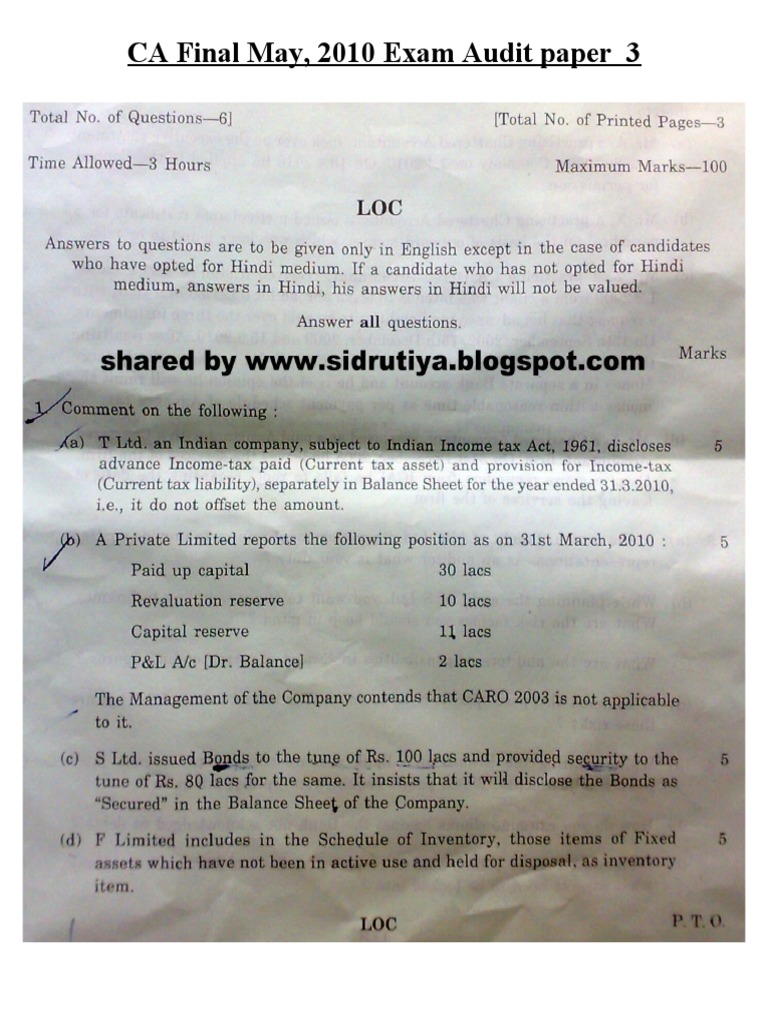 CA Final May, 2010 Exam Audit paper 3
Total No. of Questions—6]
[Total No. of Printed Pages—3
Time Allowed—3 Hours
Maximum Marks—100
LOC
Answers to questions are to be given only in English except in the case of candidates
who have opted for Hindi medium. If a candidate who has not opted for Hindi
medium, answers in Hindi, his answers in Hindi will not be valued.
Answer all questions.
shared by www.sidrutiya.blogspot.com
Marks
1. Comment on the following :
(a) T Ltd. an Indian company, subject to Indian Income tax Act, 1961, discloses 5
advance Income-tax paid (Current tax asset) and provision for Income-tax
(Current tax liability), separately in Balance Sheet for the year ended 31.3.2010,
i.e., it do not offset the amount.
(b) A Private Limited reports the following position as on 31st March, 2010 : 5
Paid up capital 30 lacs
Revaluation reserve 10 lacs
Capital reserve 11 lacs
P&L A/c [Dr. Balance] 2 lacs
The Management of the Company contends that CARO 2003 is not applicable
to it.
(c) S Ltd. issued Bonds to the tune of Rs. 100 lacs and provided security to the 5
tune of Rs. 80 lacs for the same. It insists that it will disclose the Bonds as
“Secured” in the Balance Sheet of the Company.
(d) F Limited includes in the Schedule of Inventory, those items of Fixed 5
assets which have not been in active use and held for disposal, as inventory
item.
LOC
P. T. O.